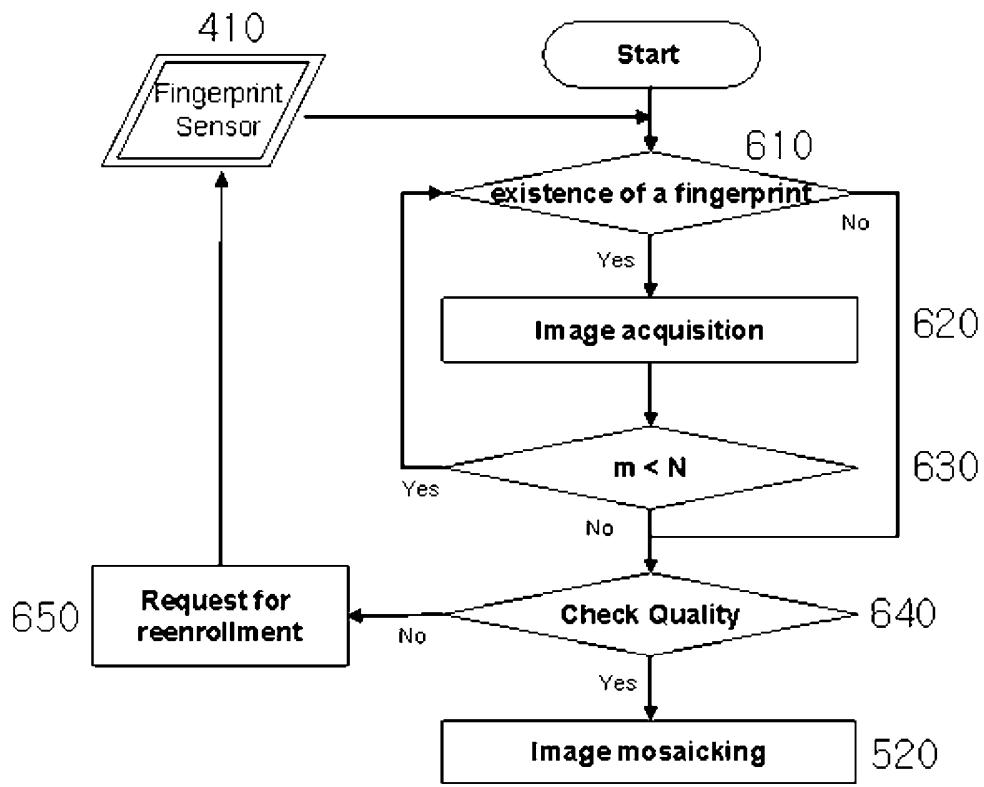 410
Start
Fingerprint
Sensor
610
existence of a fingerprint
No
Yes
Image acquisition
620
m < N
630
Yes
No
Request for
reenrollment
650
Check Quality
640
No
Yes
Image mosaicking
520